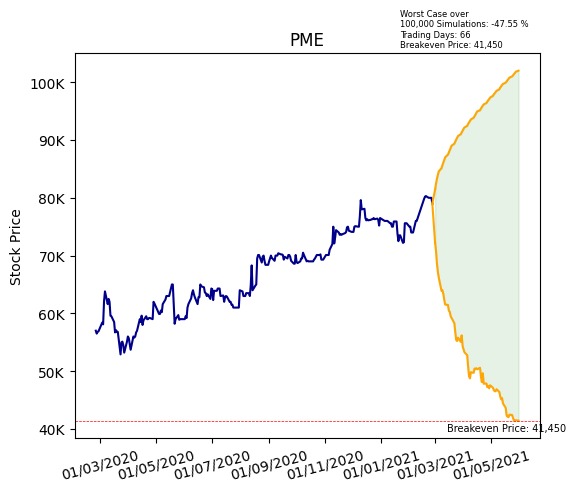 Worst Case over
100,000 Simulations: -47.55 %
Trading Days: 66
Breakeven Price: 41,450
PME
Stock Price
100K
90K
80K
70K
60K
50K
40K
Breakeven Price: 41,450
01/03/2020
01/05/2020
01/07/2020
01/09/2020
01/11/2020
01/01/2021
01/03/2021
01/05/2021